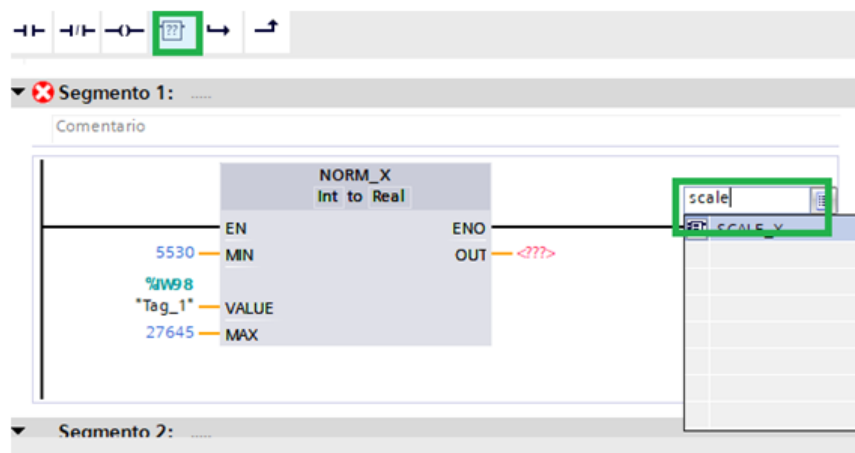 ??
Segmento 1: .....
Comentario
NORM_X
Int to Real
scale
EN ENO
SCALE_X
5530 MIN OUT <???>
%IW98
"Tag_1" VALUE
27645 MAX
Segmento 2: .....